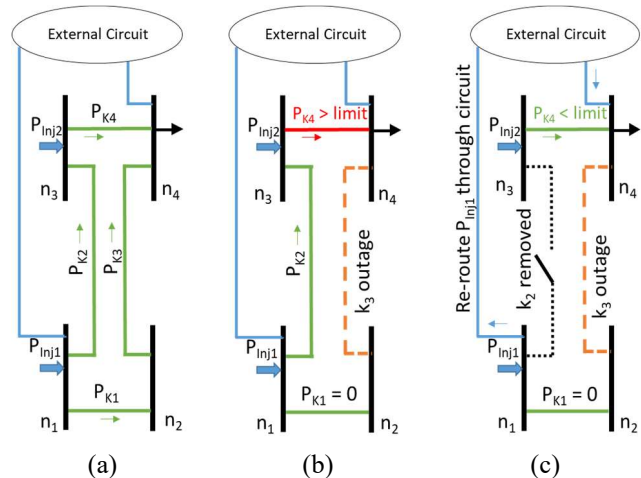 External Circuit
P_K4
P_Inj2
n_3
n_4
P_K2
P_K3
P_Inj1
P_K1
n_1
n_2
(a)
External Circuit
P_K4 > limit
P_Inj2
n_3
n_4
P_K2
k_3 outage
P_Inj1
P_K1 = 0
n_1
n_2
(b)
External Circuit
P_K4 < limit
P_Inj2
n_3
n_4
Re-route P_Inj1 through circuit
k_2 removed
k_3 outage
P_Inj1
P_K1 = 0
n_1
n_2
(c)